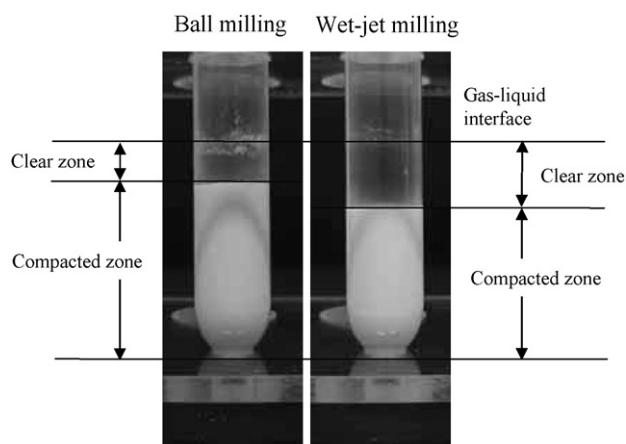 Ball milling
Wet-jet milling
Gas-liquid
interface
Clear zone
Clear zone
Compacted zone
Compacted zone